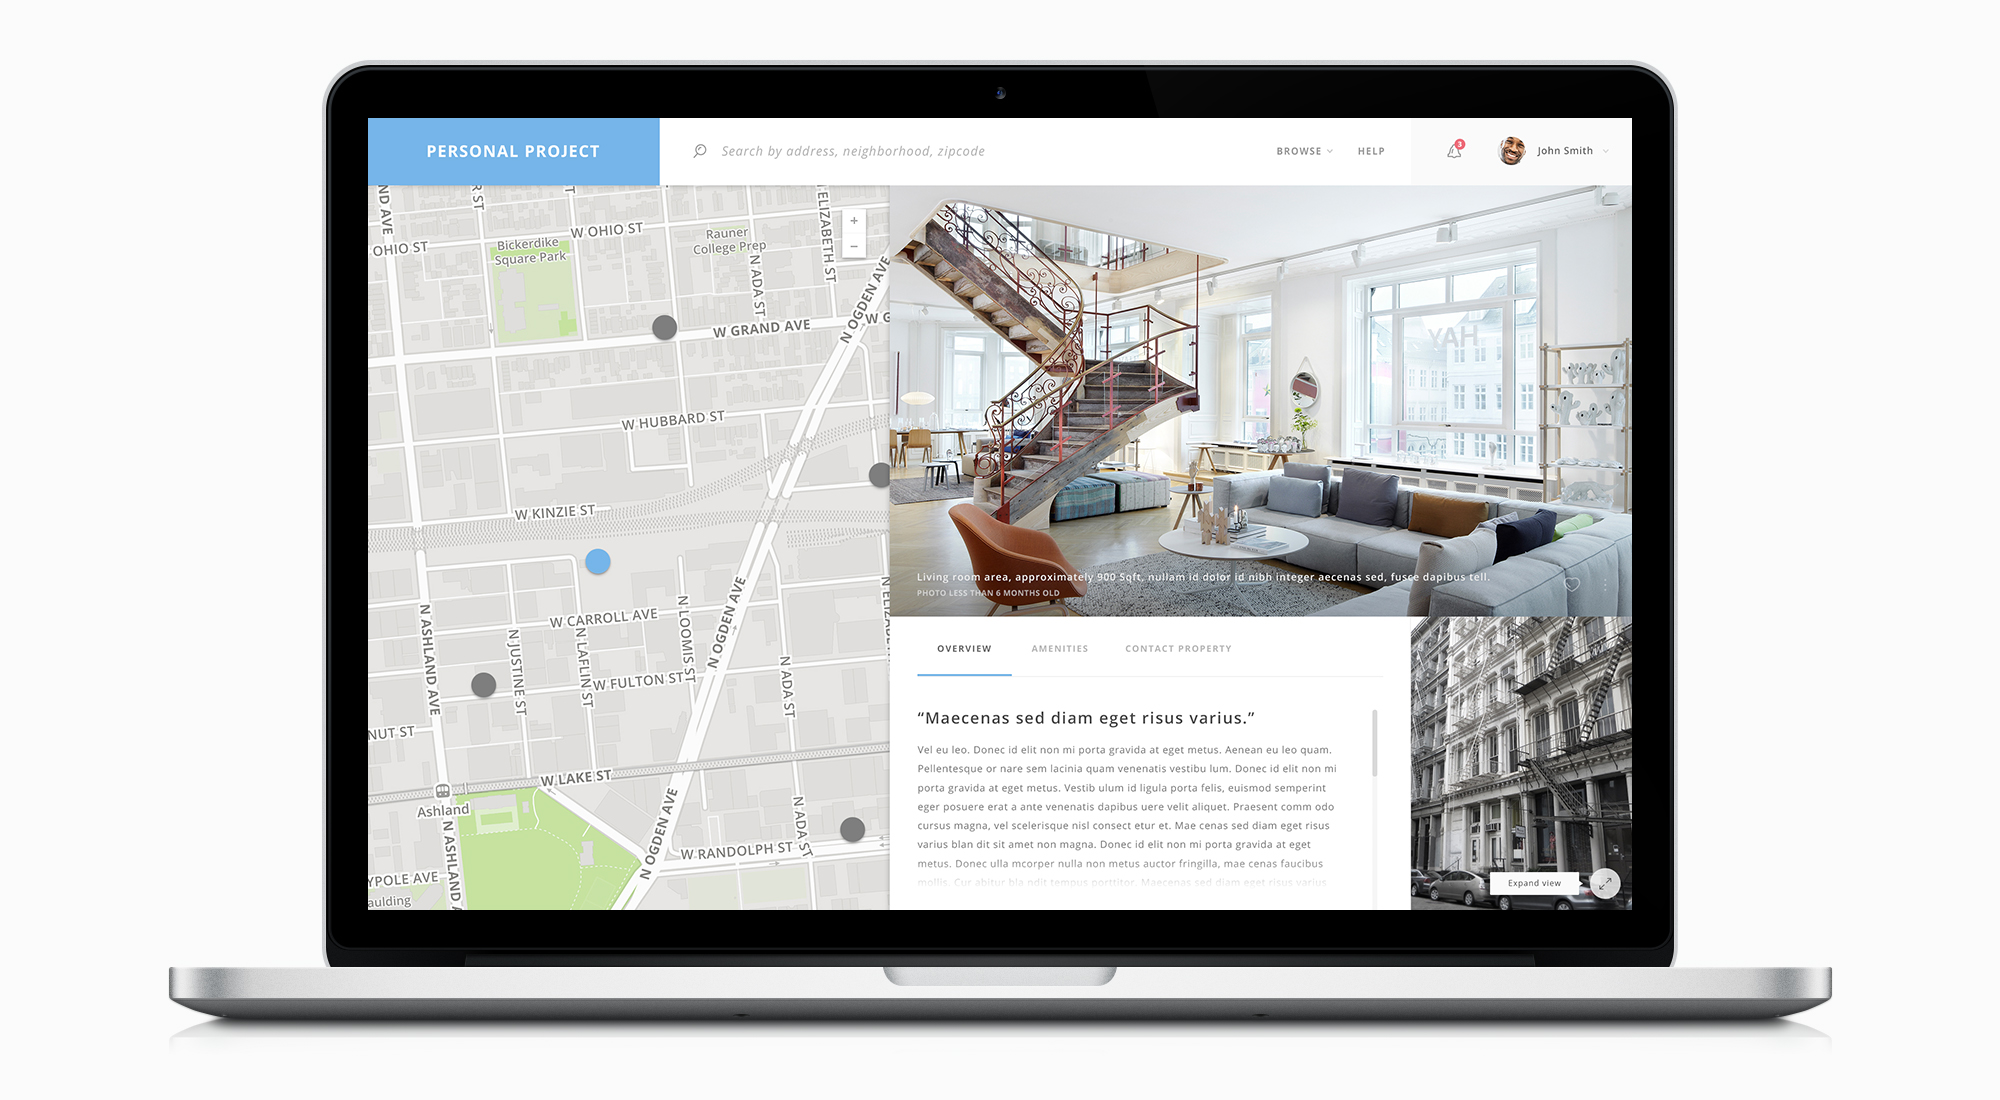 PERSONAL PROJECT
Search by address, neighborhood, zipcode
BROWSE
HELP
3
John Smith
ND AVE
R ST
OHIO ST
W OHIO ST
Bickerdike
Square Park
Rauner
College Prep
N ADA ST
ELIZABETH ST
+
−
N OGDEN AVE
W GRAND AVE
W G
W HUBBARD ST
W KINZIE ST
N ASHLAND AVE
W CARROLL AVE
N JUSTINE ST
N LAFLIN ST
N LOOMIS ST
N OGDEN AVE
W FULTON ST
N ADA ST
NUT ST
W LAKE ST
Ashland
N ASHLAND A
N OGDEN AVE
N ADA ST
W RANDOLPH ST
YPOLE AVE
aulding
HAY
Living room area, approximately 900 Sqft, nullam id dolor id nibh integer aecenas sed, fusce dapibus tell.
PHOTO LESS THAN 6 MONTHS OLD
OVERVIEW
AMENITIES
CONTACT PROPERTY
“Maecenas sed diam eget risus varius.”
Vel eu leo. Donec id elit non mi porta gravida at eget metus. Aenean eu leo quam.
Pellentesque or nare sem lacinia quam venenatis vestibu lum. Donec id elit non mi
porta gravida at eget metus. Vestib ulum id ligula porta felis, euismod semperint
eger posuere erat a ante venenatis dapibus uere velit aliquet. Praesent comm odo
cursus magna, vel scelerisque nisl consect etur et. Mae cenas sed diam eget risus
varius blan dit sit amet non magna. Donec id elit non mi porta gravida at eget
metus. Donec ulla mcorper nulla non metus auctor fringilla, mae cenas faucibus
mollis. Cur abitur bla ndit tempus porttitor. Maecenas sed diam eget risus varius
Expand view